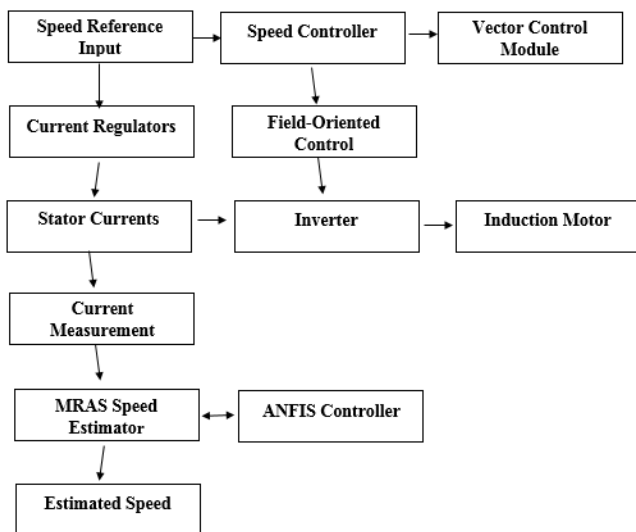 Speed Reference
Input
Speed Controller
Vector Control
Module
Current Regulators
Field-Oriented
Control
Stator Currents
Inverter
Induction Motor
Current
Measurement
MRAS Speed
Estimator
ANFIS Controller
Estimated Speed